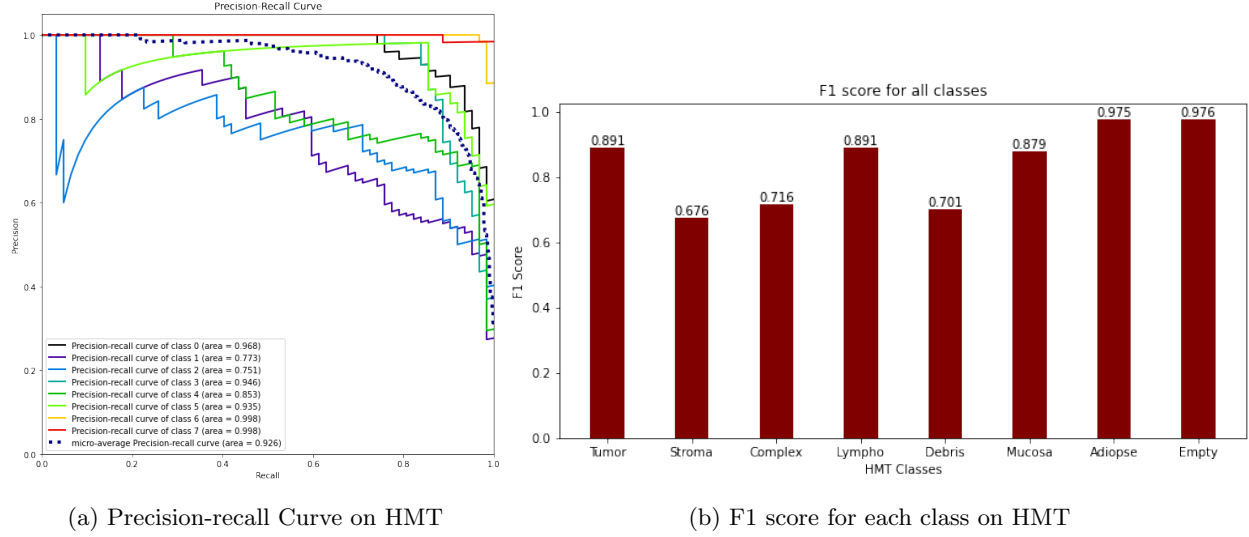 Precision-Recall Curve
1.0
0.8
0.6
0.4
0.2
0.0
Precision
0.0 0.2 0.4 0.6 0.8 1.0
Recall
Precision-recall curve of class 0 (area = 0.968)
Precision-recall curve of class 1 (area = 0.773)
Precision-recall curve of class 2 (area = 0.751)
Precision-recall curve of class 3 (area = 0.946)
Precision-recall curve of class 4 (area = 0.853)
Precision-recall curve of class 5 (area = 0.935)
Precision-recall curve of class 6 (area = 0.998)
Precision-recall curve of class 7 (area = 0.998)
micro-average Precision-recall curve (area = 0.926)
(a) Precision-recall Curve on HMT
F1 score for all classes
1.0
0.8
0.6
0.4
0.2
0.0
F1 Score
0.891 0.676 0.716 0.891 0.701 0.879 0.975 0.976
Tumor Stroma Complex Lympho Debris Mucosa Adiopse Empty
HMT Classes
(b) F1 score for each class on HMT